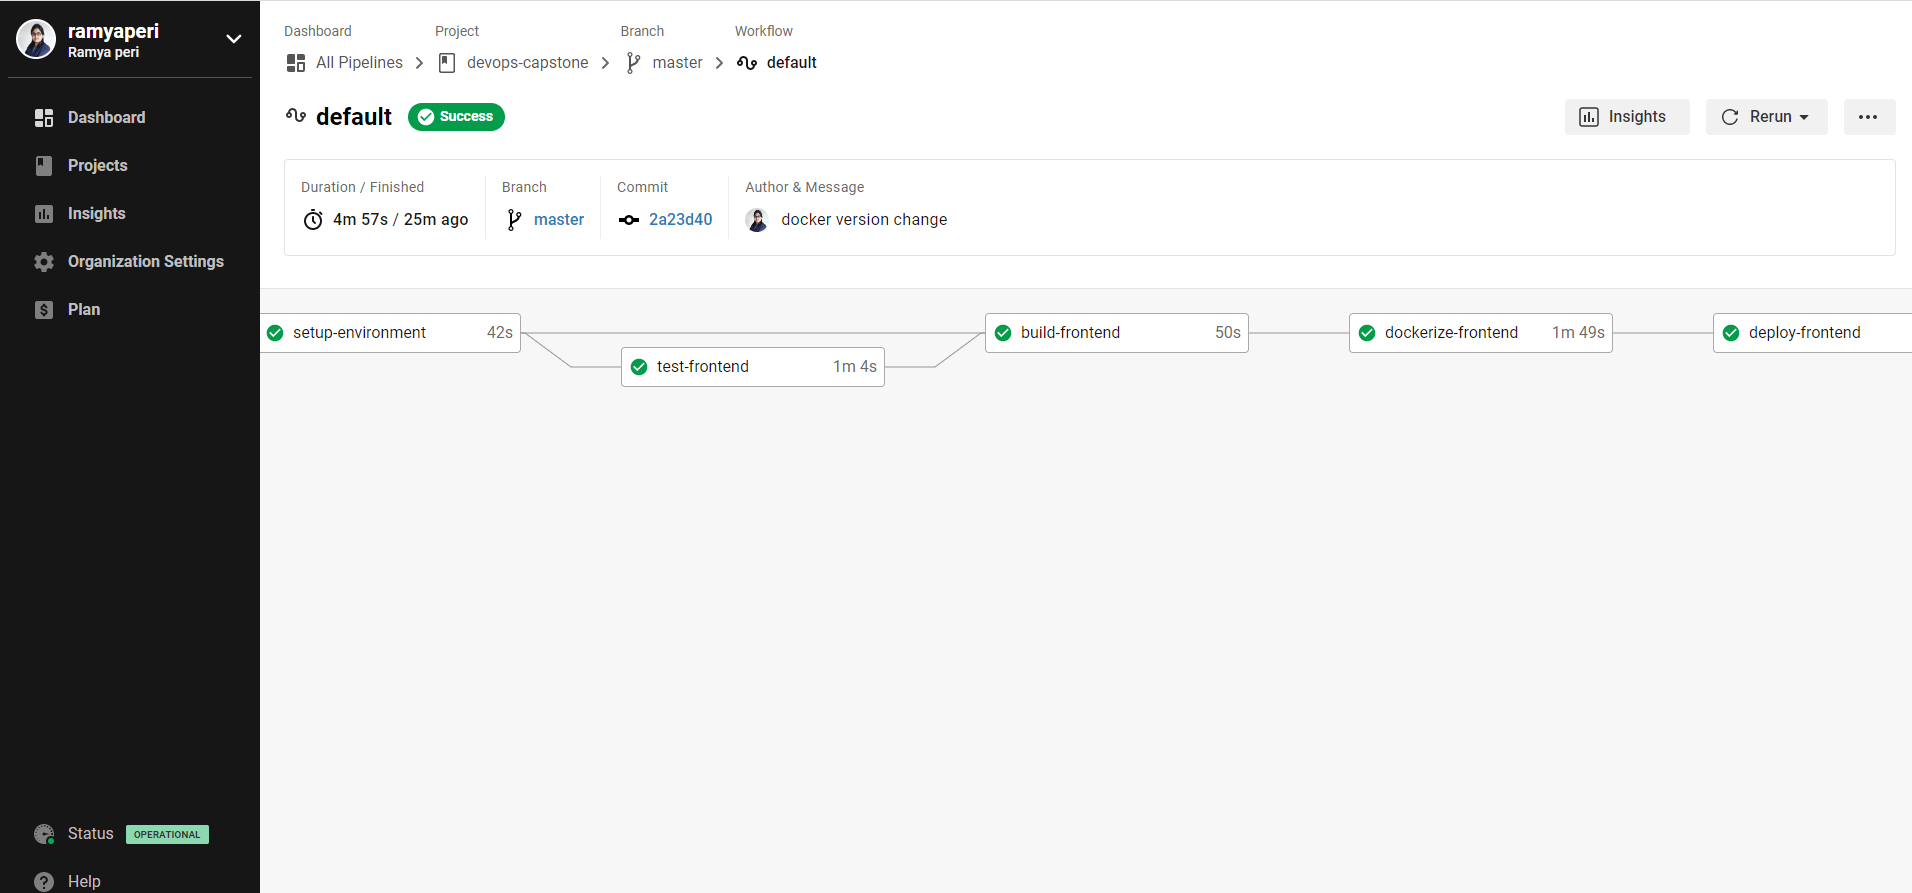 ramyaperi
Ramya peri
Dashboard
Projects
Insights
Organization Settings
Plan
Status OPERATIONAL
Help
Dashboard Project Branch Workflow
All Pipelines devops-capstone master default
default Success Insights Rerun
Duration / Finished Branch Commit Author & Message
4m 57s / 25m ago master 2a23d40 docker version change
setup-environment 42s build-frontend 50s dockerize-frontend 1m 49s deploy-frontend
test-frontend 1m 4s